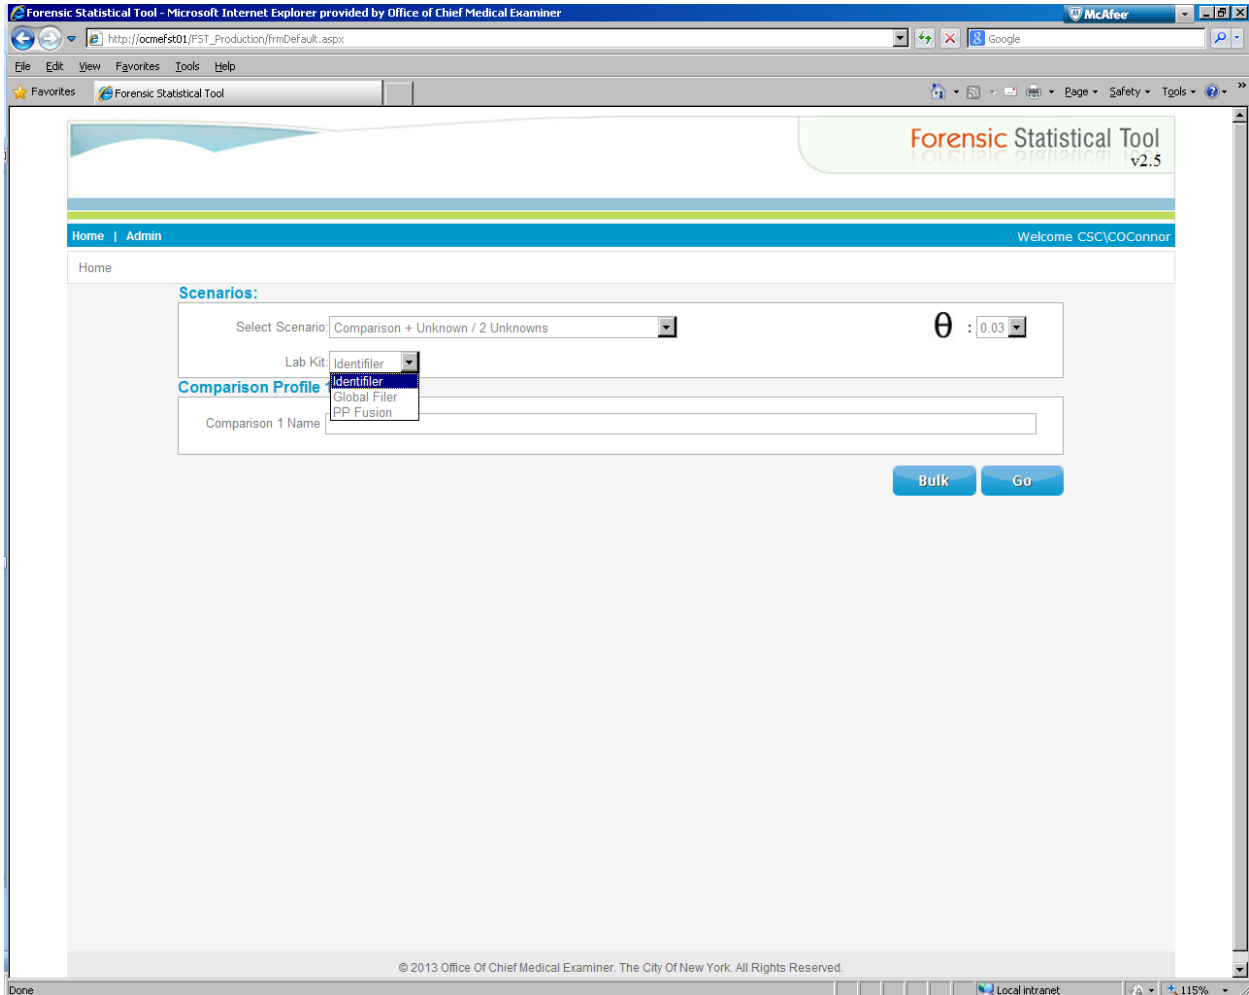 Forensic Statistical Tool - Microsoft Internet Explorer provided by Office of Chief Medical Examiner
McAfee
http://ocmefst01/FST_Production/frmDefault.aspx
Google
File Edit View Favorites Tools Help
Favorites Forensic Statistical Tool Page Safety Tools
Forensic Statistical Tool
v2.5
Home | Admin Welcome CSC\COConnor
Home
Scenarios:
Select Scenario: Comparison + Unknown / 2 Unknowns θ : 0.03
Lab Kit: Identifiler
Identifiler
Comparison Profile
Global Filer
PP Fusion
Comparison 1 Name
Bulk Go
© 2013 Office Of Chief Medical Examiner. The City Of New York. All Rights Reserved.
Done Local intranet 115%